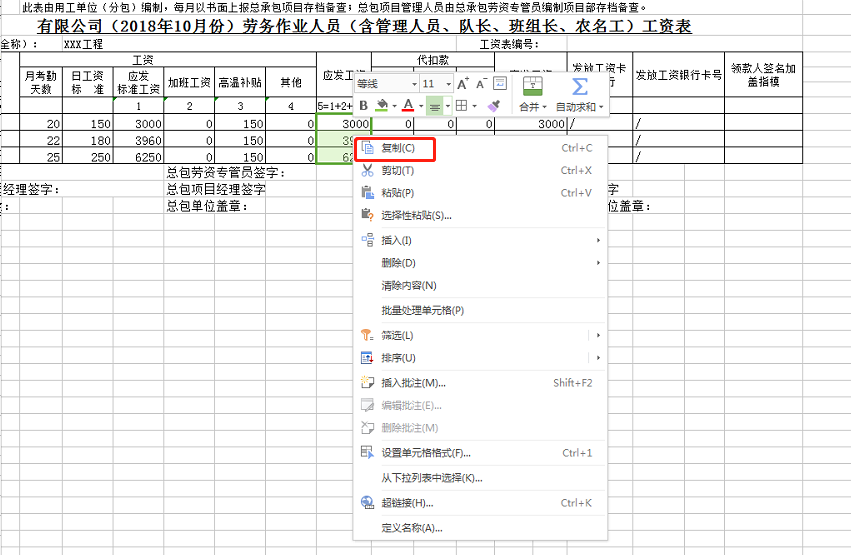 此表由用工单位（分包）编制，每月以书面上报总承包项目存档备查；总包项目管理人员由总承包劳资专管员编制项目部存档备查。
有限公司（2018年10月份）劳务作业人员（含管理人员、队长、班组长、农名工）工资表
全称）： XXX工程 工资表编号：
工资 代扣款
月考勤天数 日工资标 准 应发标准工资 加班工资 高温补贴 其他 应发工 发放工资卡 发放工资银行卡号 领款人签名加盖指模
1 2 3 4 5=1+2+
等线 11 A+ A-
B A 合并 自动求和
20 150 3000 0 150 0 3000 0 0 0 3000 / /
22 180 3960 0 150 0 /
25 250 6250 0 150 0 /
总包劳资专管员签字：
经理签字： 总包项目经理签字 字
： 总包单位盖章： 位盖章：
复制(C) Ctrl+C
剪切(T) Ctrl+X
粘贴(P) Ctrl+V
选择性粘贴(S)...
插入(I)
删除(D)
清除内容(N)
批量处理单元格(P)
筛选(L)
排序(U)
插入批注(M)... Shift+F2
编辑批注(E)...
删除批注(M)
设置单元格格式(F)... Ctrl+1
从下拉列表中选择(K)...
超链接(H)... Ctrl+K
定义名称(A)...